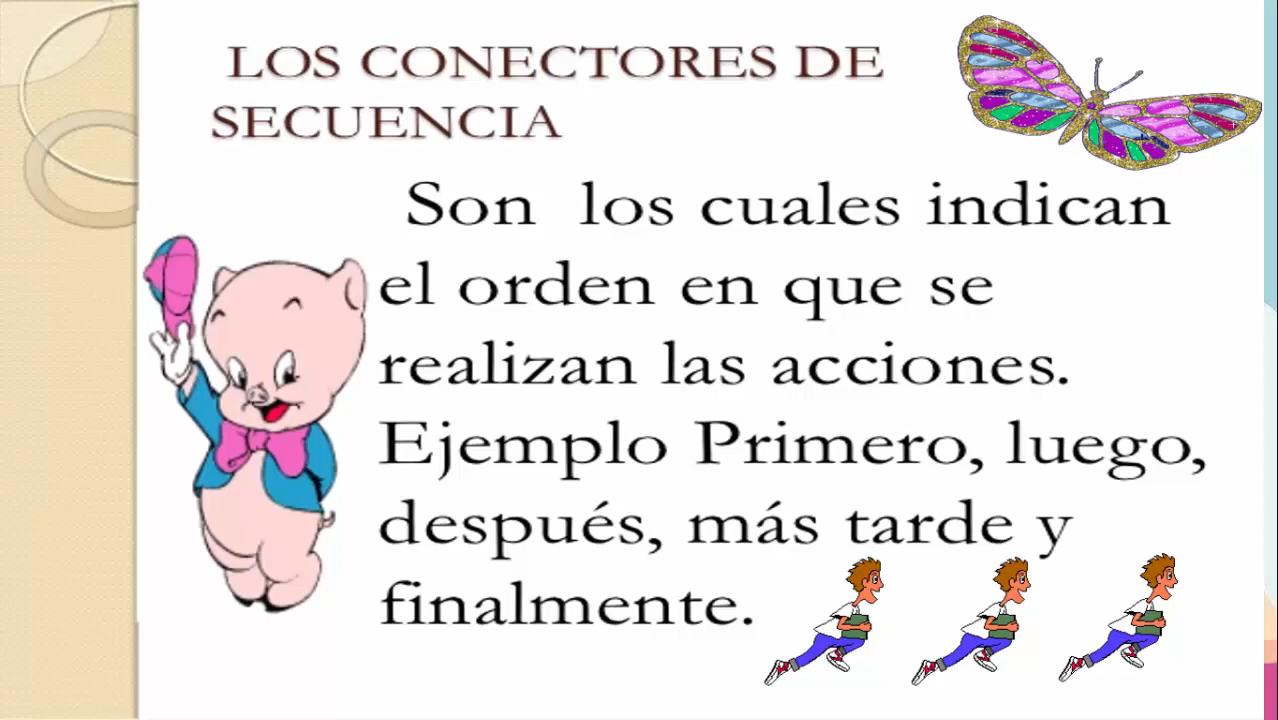 LOS CONECTORES DE
SECUENCIA
Son los cuales indican
el orden en que se
realizan las acciones.
Ejemplo Primero, luego,
después, más tarde y
finalmente.